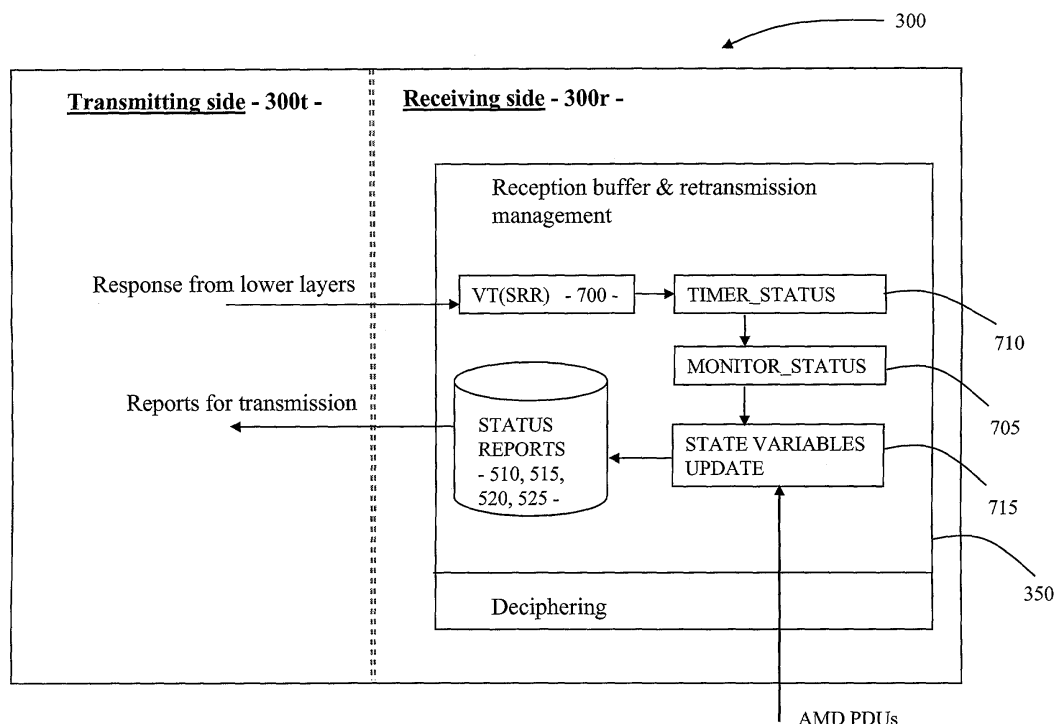 300
Transmitting side - 300t -
Receiving side - 300r -
Reception buffer & retransmission
management
Response from lower layers
VT(SRR) - 700 -
TIMER_STATUS
710
MONITOR_STATUS
705
Reports for transmission
STATUS
REPORTS
- 510, 515,
520, 525 -
STATE VARIABLES
UPDATE
715
350
Deciphering
AMD PDUs